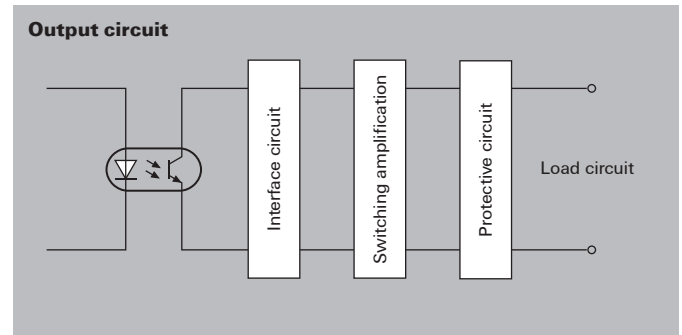 Output circuit
Interface circuit
Switching amplification
Protective circuit
Load circuit